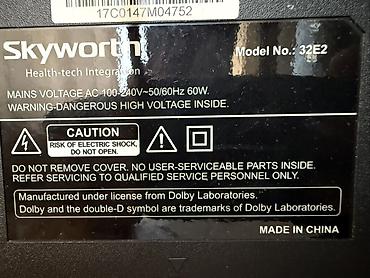 17C0147M04752
Skyworth
Model No.: 32E2
Health-tech Integration
MAINS VOLTAGE AC 100-240V~50/60Hz 60W.
WARNING-DANGEROUS HIGH VOLTAGE INSIDE.
CAUTION
RISK OF ELECTRIC SHOCK,
DO NOT OPEN.
DO NOT REMOVE COVER. NO USER-SERVICEABLE PARTS INSIDE.
REFER SERVICING TO QUALIFIED SERVICE PERSONNEL ONLY.
Manufactured under license from Dolby Laboratories.
Dolby and the double-D symbol are trademarks of Dolby Laboratories.
MADE IN CHINA